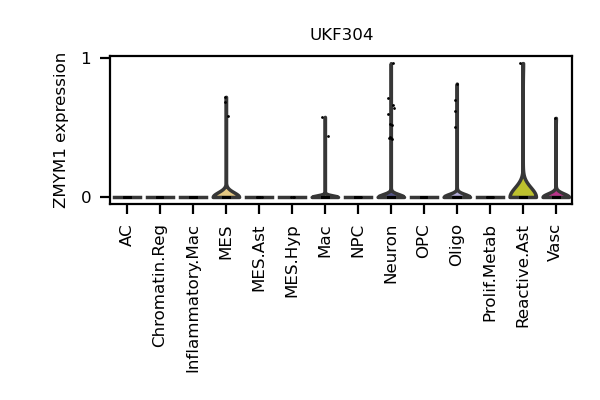 UKF304
ZMYM1 expression
1
0
AC
Chromatin.Reg
Inflammatory.Mac
MES
MES.Ast
MES.Hyp
Mac
NPC
Neuron
OPC
Oligo
Prolif.Metab
Reactive.Ast
Vasc